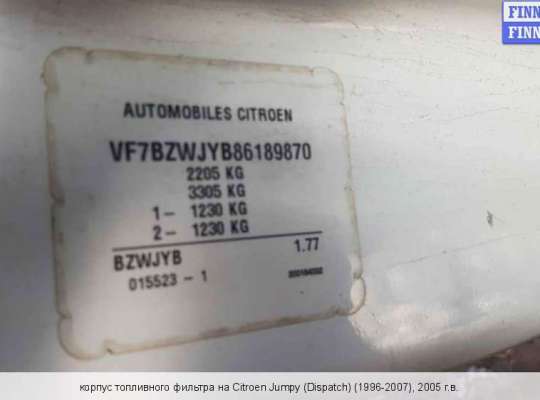 FINN
FINN
AUTOMOBILES CITROEN
VF7BZWJYB86189870
2205 KG
3305 KG
1- 1230 KG
2- 1230 KG
BZWJYB 1.77
015523 - 1
корпус топливного фильтра на Citroen Jumpy (Dispatch) (1996-2007), 2005 г.в.